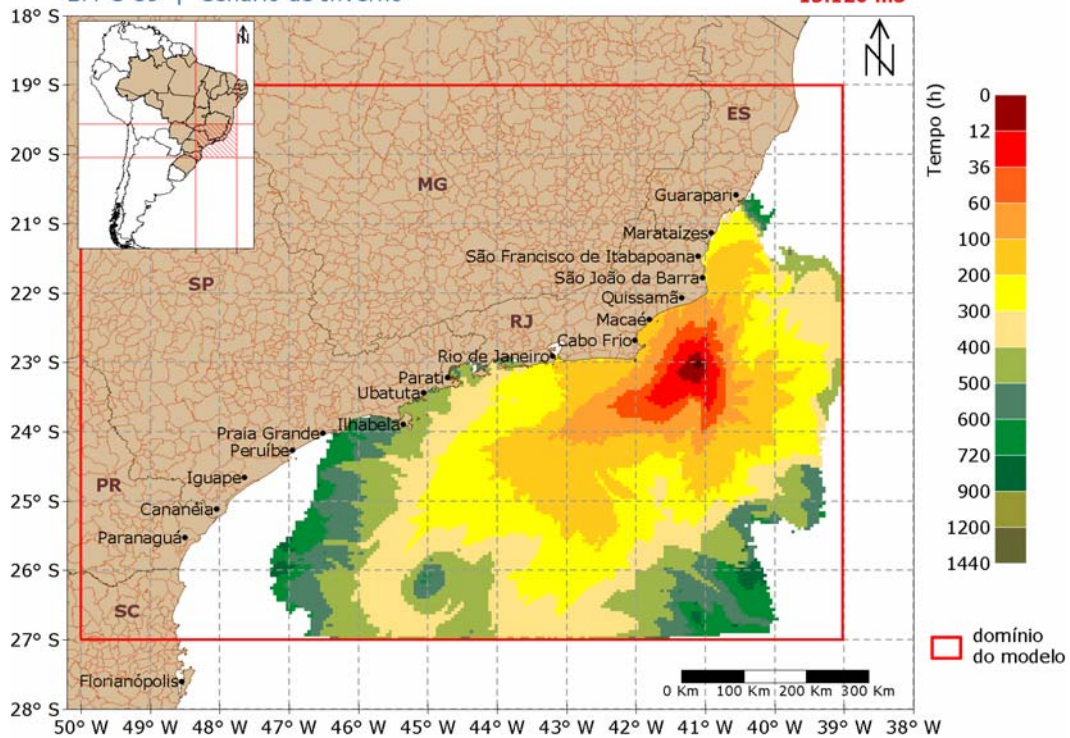 18° S
19° S
20° S
21° S
22° S
23° S
24° S
25° S
26° S
27° S
28° S
50° W
49° W
48° W
47° W
46° W
45° W
44° W
43° W
42° W
41° W
40° W
39° W
38° W
N
N
ES
MG
SP
RJ
PR
SC
Guarapari
Marataízes
São Francisco de Itabapoana
São João da Barra
Quissamã
Macaé
Cabo Frio
Rio de Janeiro
Parati
Ubatuta
Ilhabela
Praia Grande
Peruíbe
Iguape
Cananéia
Paranaguá
Florianópolis
0 Km 100 Km 200 Km 300 Km
Tempo (h)
0
12
36
60
100
200
300
400
500
600
720
900
1200
1440
domínio
do modelo